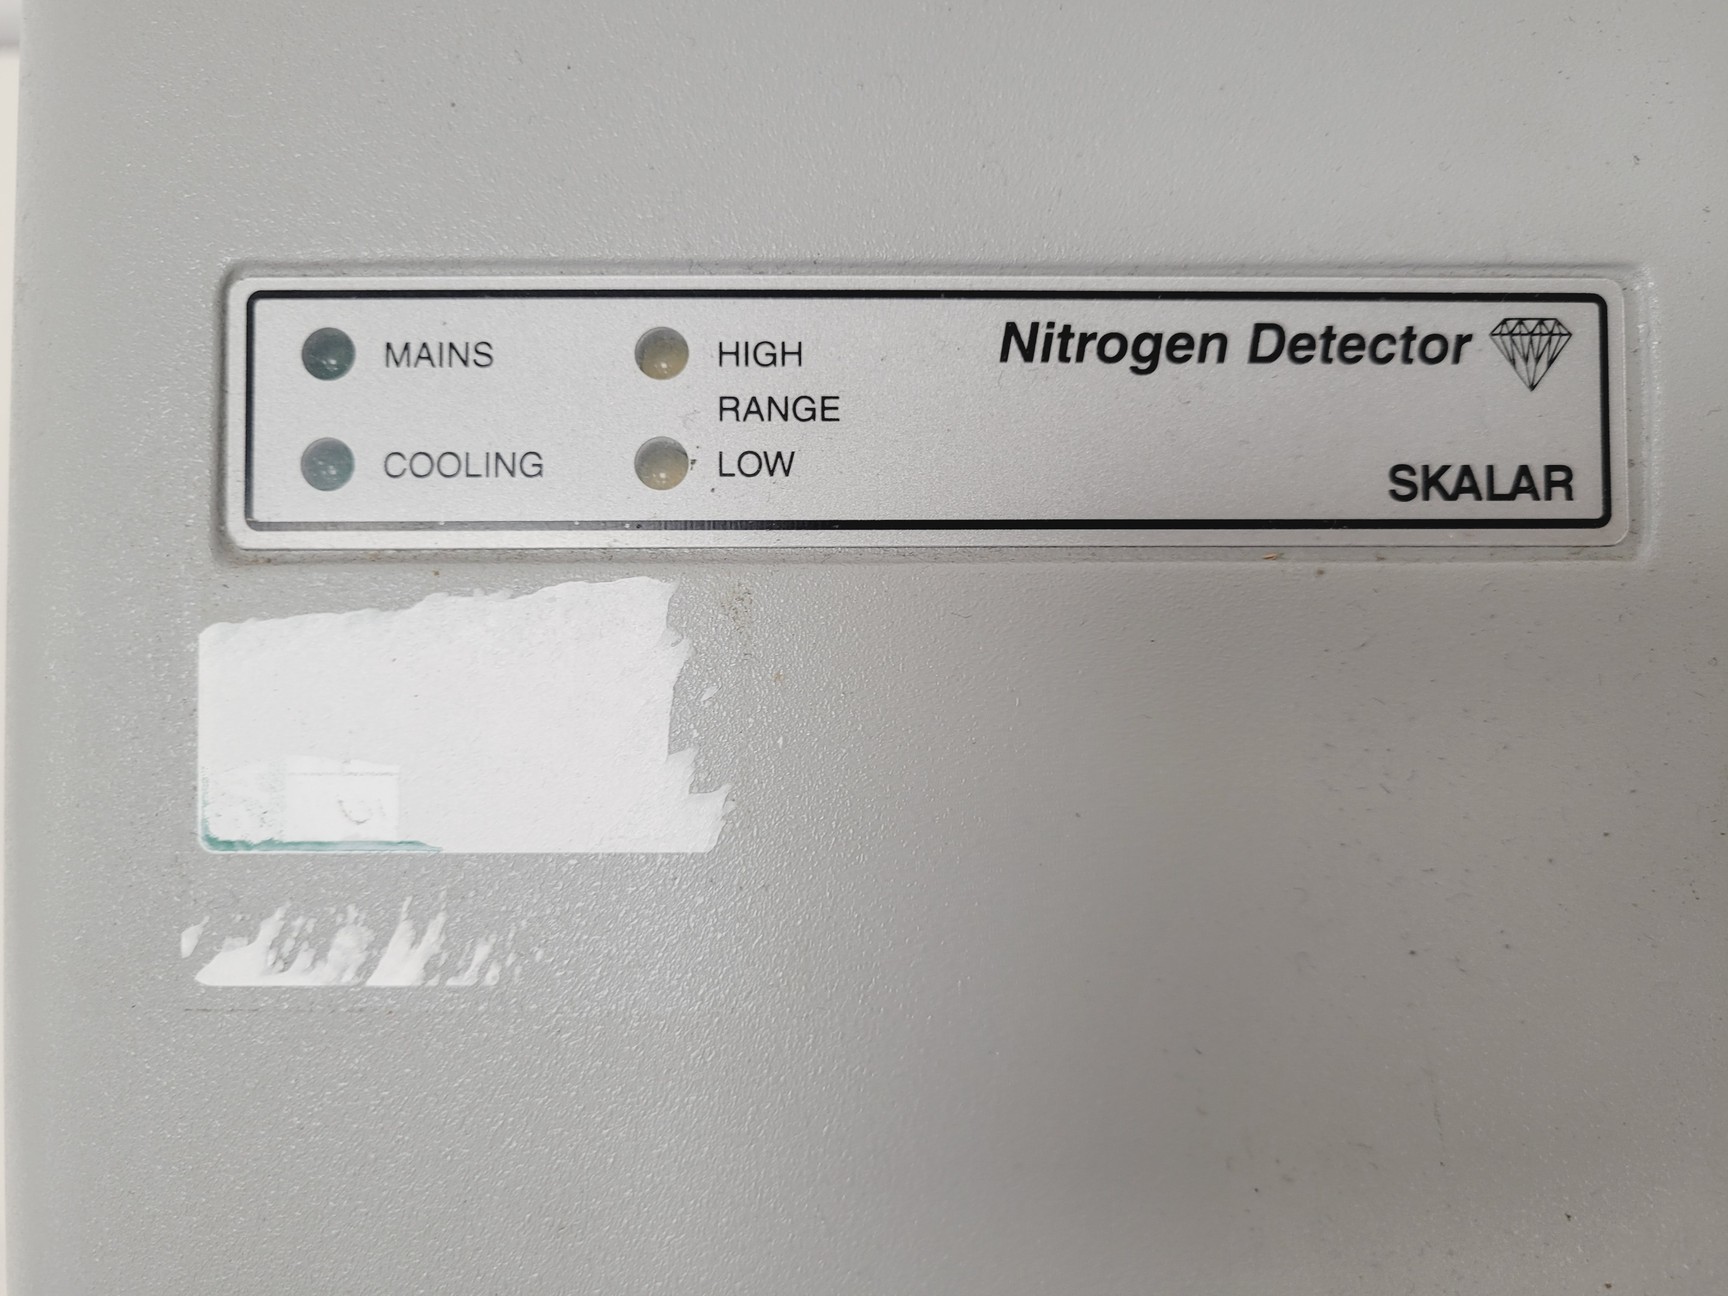 MAINS
HIGH
RANGE
COOLING
LOW
Nitrogen Detector
SKALAR